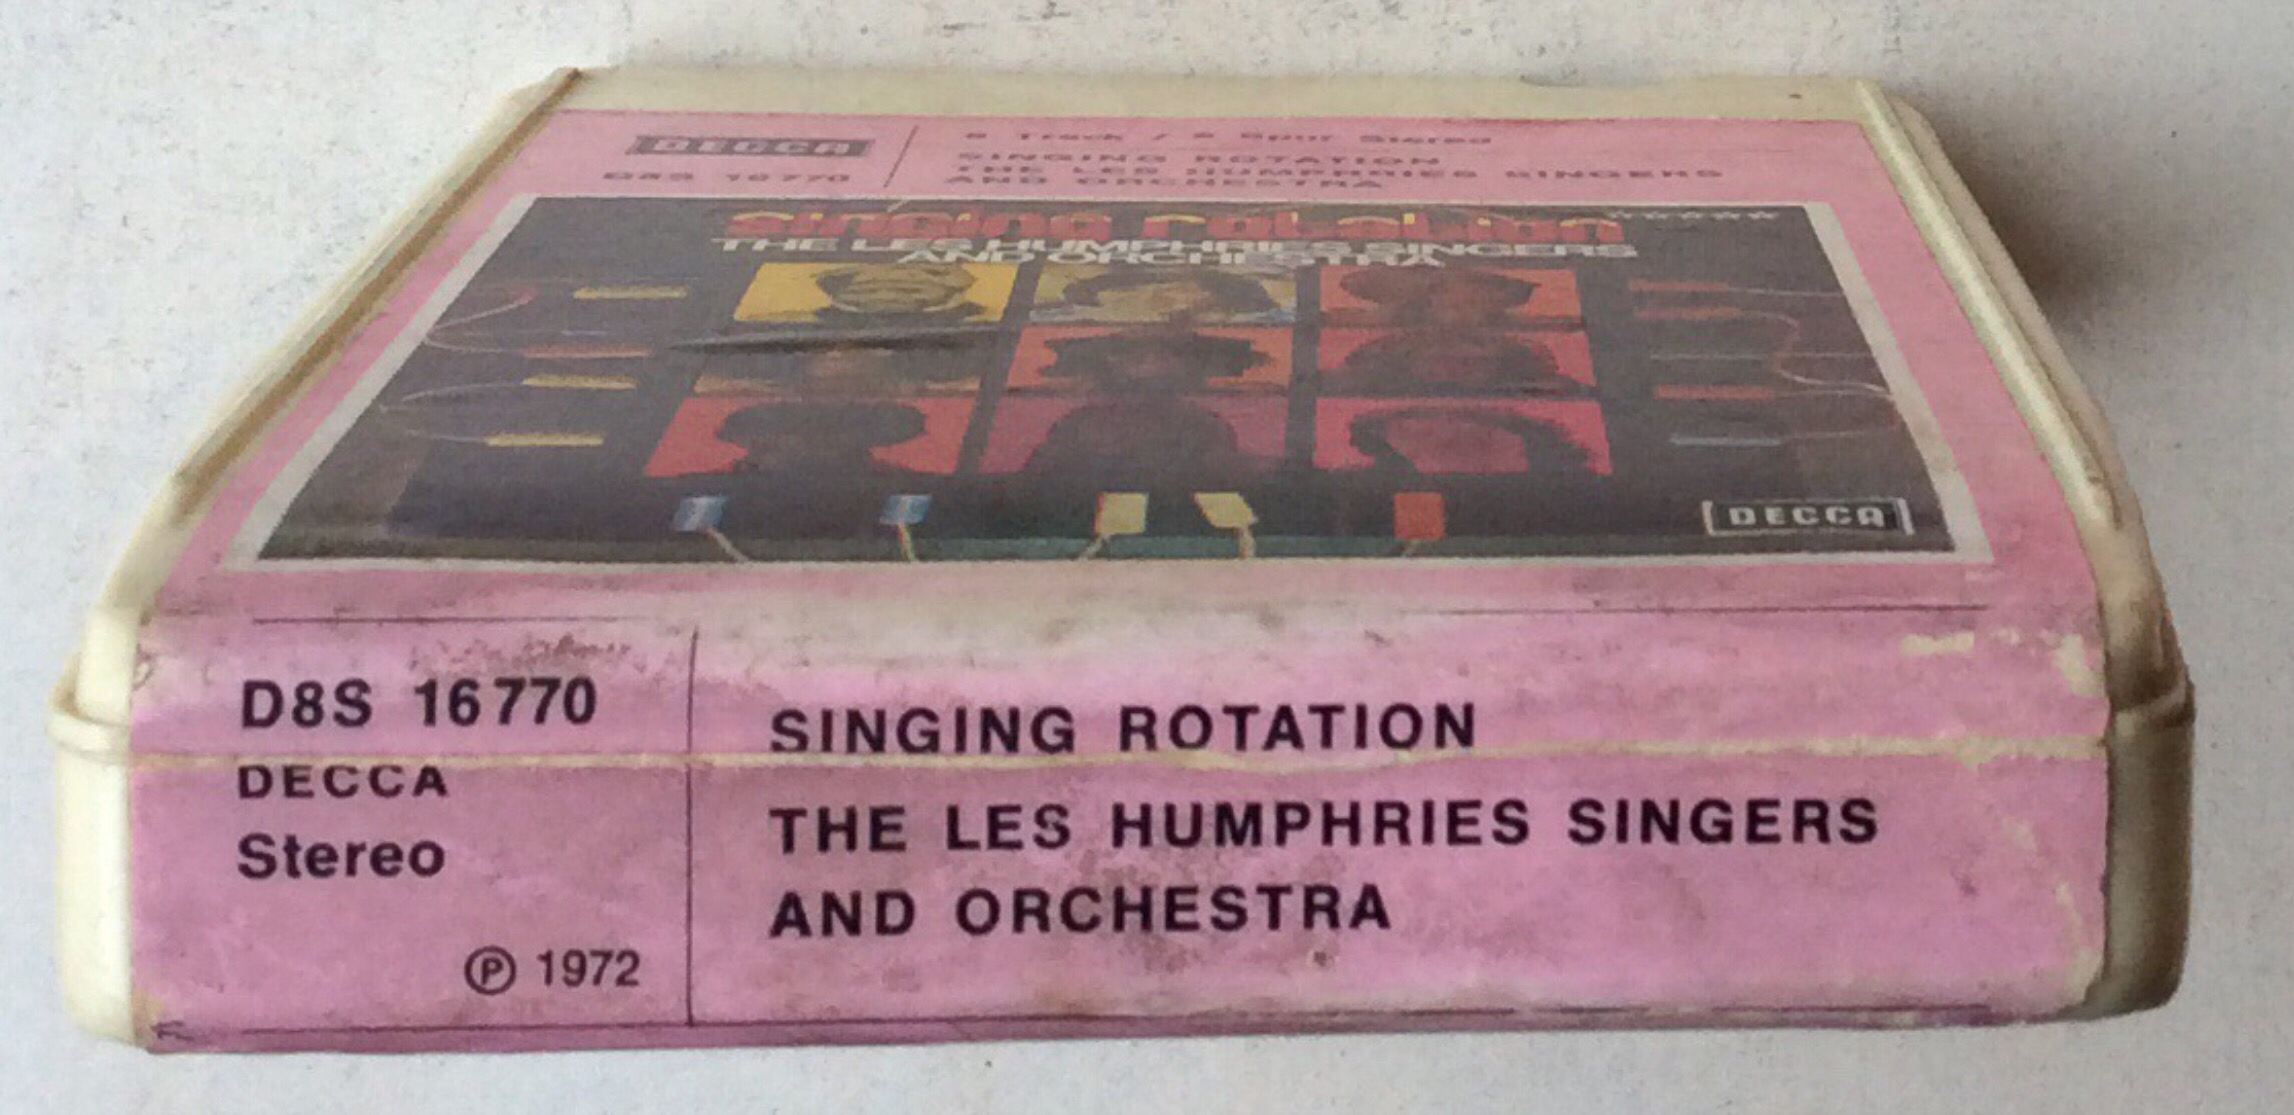 DECCA
D8S 16770
8 Track / 8 Spur Stereo
SINGING ROTATION
THE LES HUMPHRIES SINGERS
AND ORCHESTRA
singing rotation
THE LES HUMPHRIES SINGERS
AND ORCHESTRA
DECCA
D8S 16770
DECCA
Stereo
℗ 1972
SINGING ROTATION
THE LES HUMPHRIES SINGERS
AND ORCHESTRA